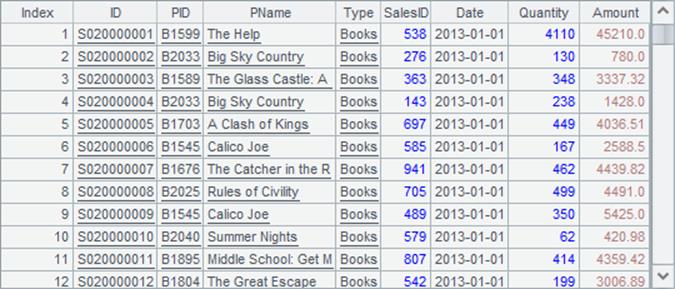 Index ID PID PName Type SalesID Date Quantity Amount
1 S020000001 B1599 The Help Books 538 2013-01-01 4110 45210.0
2 S020000002 B2033 Big Sky Country Books 276 2013-01-01 130 780.0
3 S020000003 B1589 The Glass Castle: A Books 363 2013-01-01 348 3337.32
4 S020000004 B2033 Big Sky Country Books 143 2013-01-01 238 1428.0
5 S020000005 B1703 A Clash of Kings Books 697 2013-01-01 449 4036.51
6 S020000006 B1545 Calico Joe Books 585 2013-01-01 167 2588.5
7 S020000007 B1676 The Catcher in the R Books 941 2013-01-01 462 4439.82
8 S020000008 B2025 Rules of Civility Books 705 2013-01-01 499 4491.0
9 S020000009 B1545 Calico Joe Books 489 2013-01-01 350 5425.0
10 S020000010 B2040 Summer Nights Books 579 2013-01-01 62 420.98
11 S020000011 B1895 Middle School: Get M Books 807 2013-01-01 414 4359.42
12 S020000012 B1804 The Great Escape Books 542 2013-01-01 199 3006.89